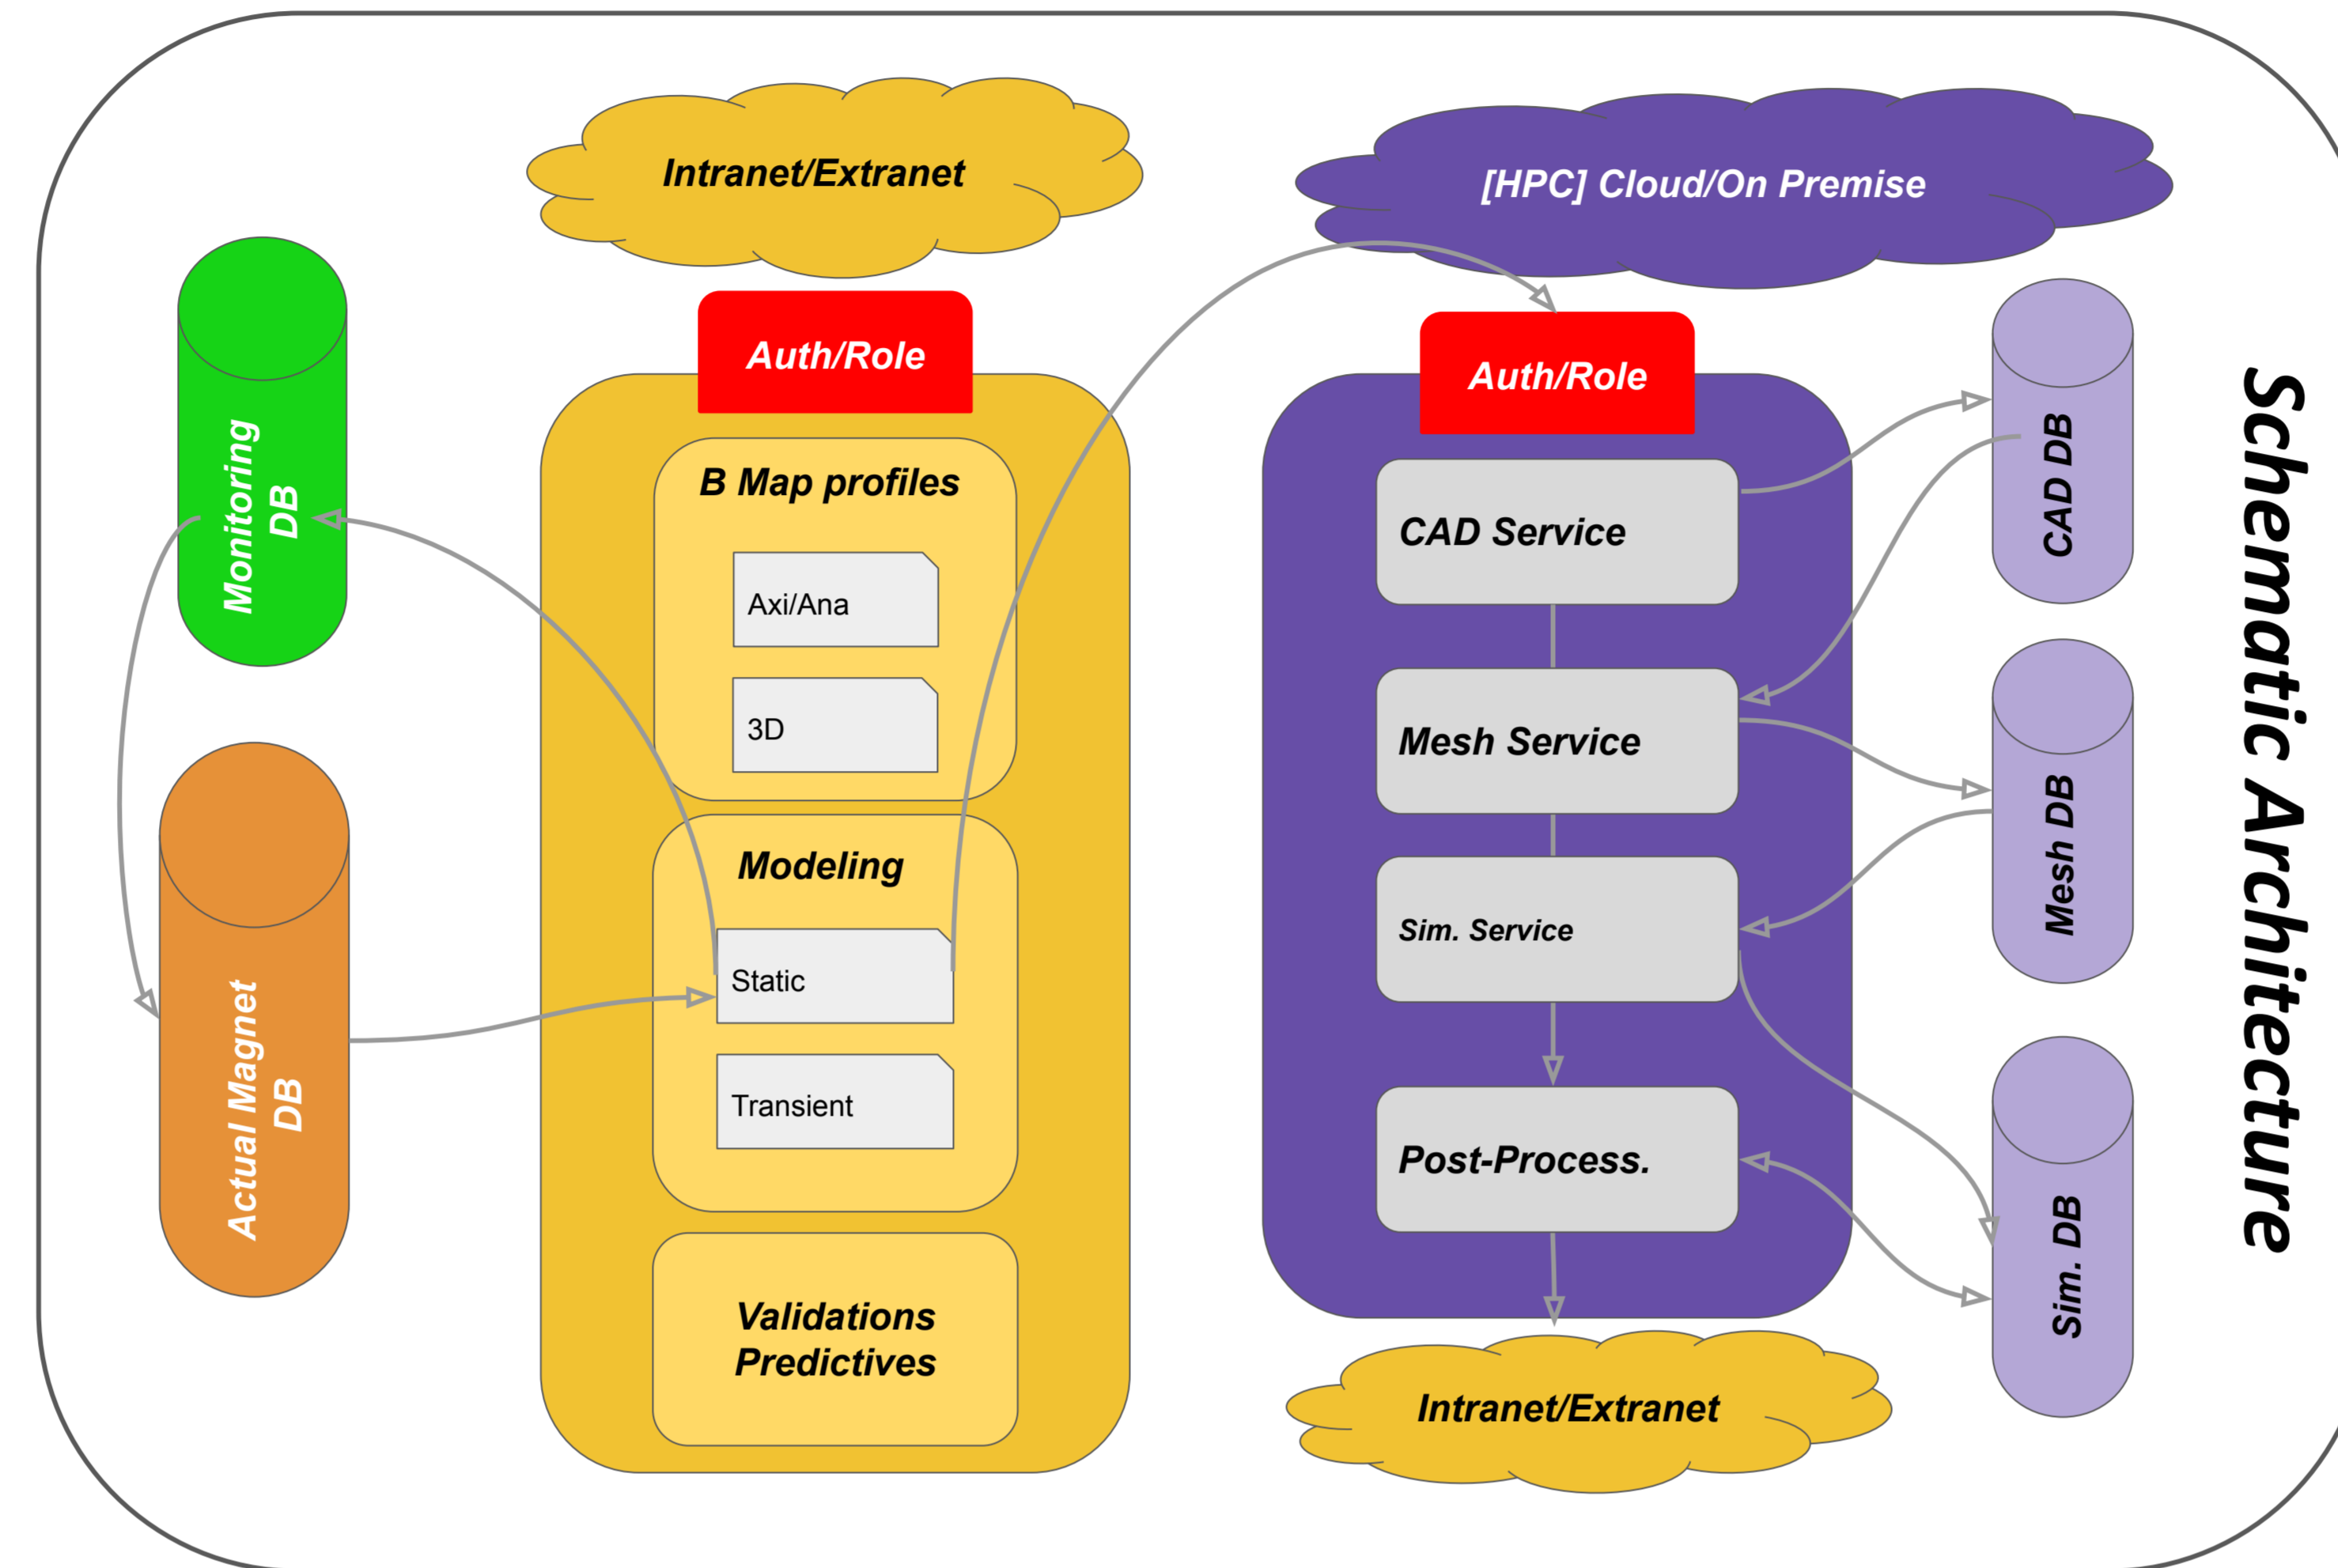 Intranet/Extranet
[HPC] Cloud/On Premise
Auth/Role
Auth/Role
Monitoring
DB
Actual Magnet
DB
B Map profiles
Axi/Ana
3D
Modeling
Static
Transient
Validations
Predictives
CAD Service
Mesh Service
Sim. Service
Post-Process.
Intranet/Extranet
CAD DB
Mesh DB
Sim. DB
Schematic Architecture